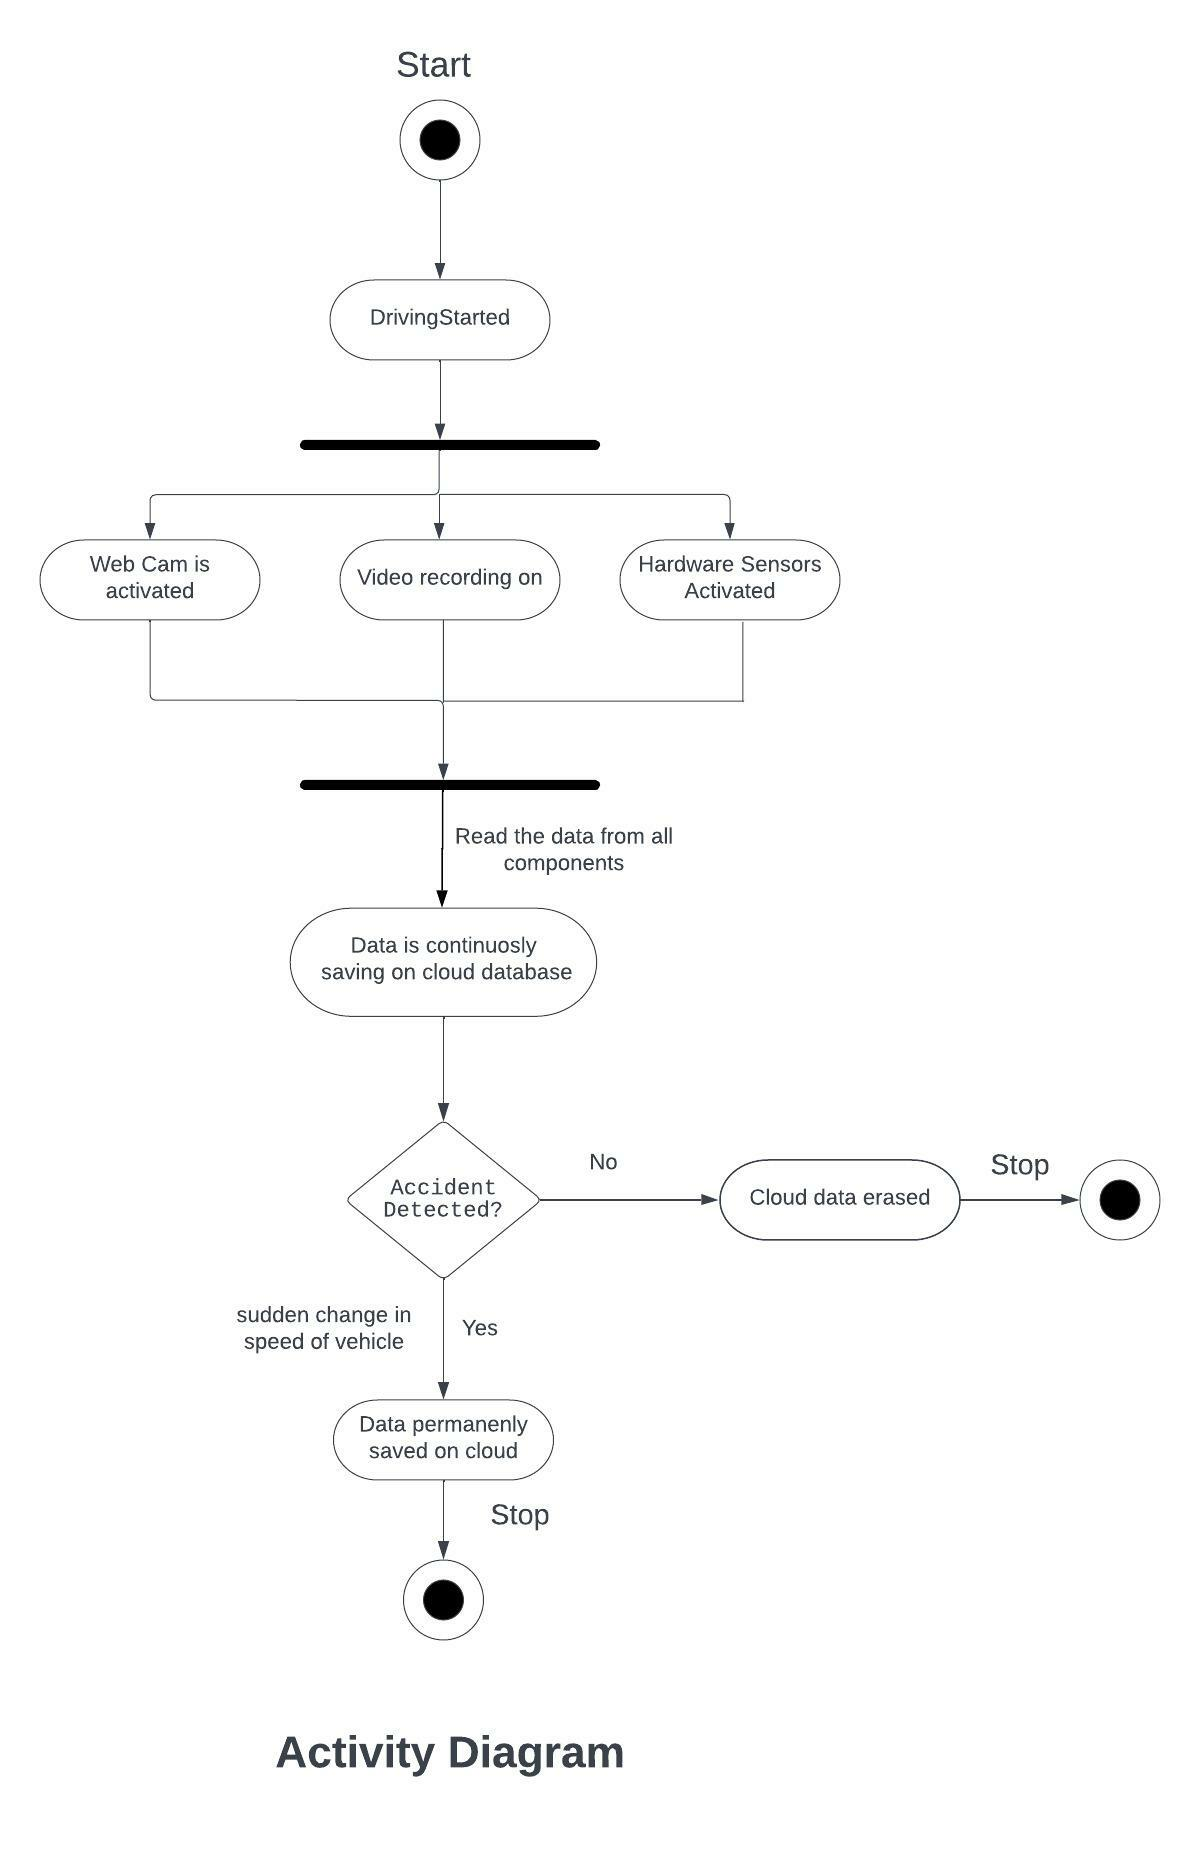 Start
DrivingStarted
Web Cam is
activated
Video recording on
Hardware Sensors
Activated
Read the data from all
components
Data is continuosly
saving on cloud database
Accident
Detected?
No
Cloud data erased
Stop
sudden change in
speed of vehicle
Yes
Data permanenly
saved on cloud
Stop
Activity Diagram